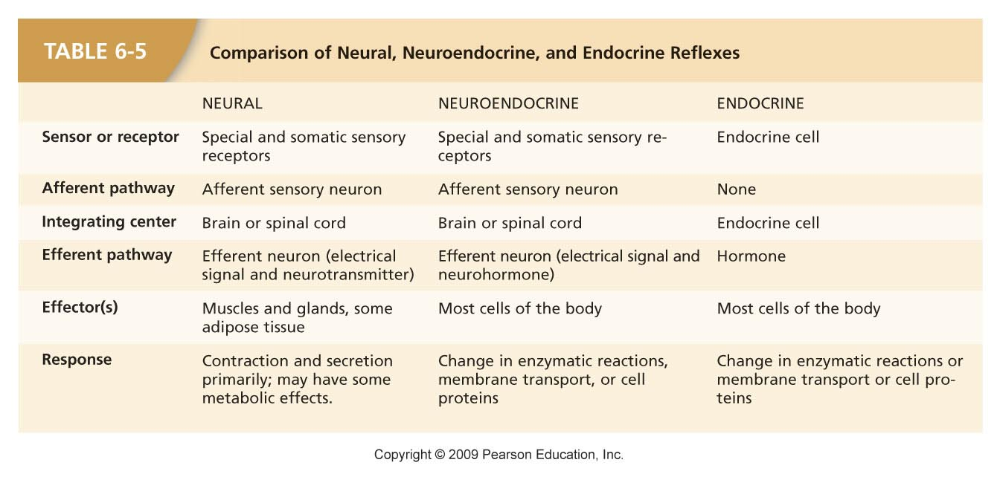 TABLE 6-5
Comparison of Neural, Neuroendocrine, and Endocrine Reflexes
NEURAL NEUROENDOCRINE ENDOCRINE
Sensor or receptor Special and somatic sensory Special and somatic sensory re- Endocrine cell
receptors ceptors
Afferent pathway Afferent sensory neuron Afferent sensory neuron None
Integrating center Brain or spinal cord Brain or spinal cord Endocrine cell
Efferent pathway Efferent neuron (electrical Efferent neuron (electrical signal and Hormone
signal and neurotransmitter) neurohormone)
Effector(s) Muscles and glands, some Most cells of the body Most cells of the body
adipose tissue
Response Contraction and secretion Change in enzymatic reactions, Change in enzymatic reactions or
primarily; may have some membrane transport, or cell membrane transport or cell pro-
metabolic effects. proteins teins
Copyright © 2009 Pearson Education, Inc.